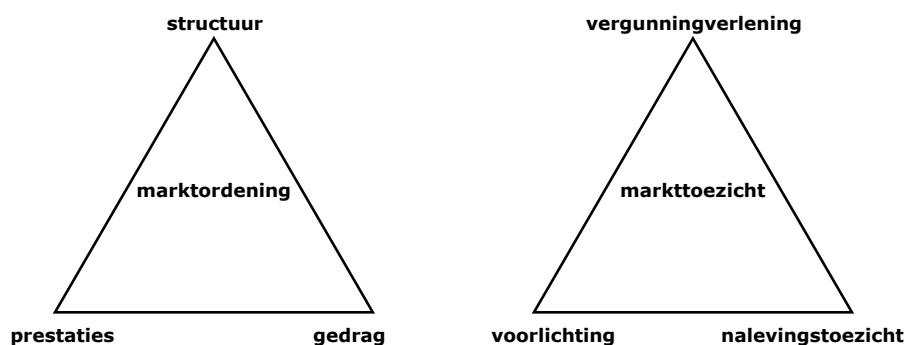 structuur
marktordening
prestaties
gedrag
vergunningverlening
markttoezicht
voorlichting
nalevingstoezicht